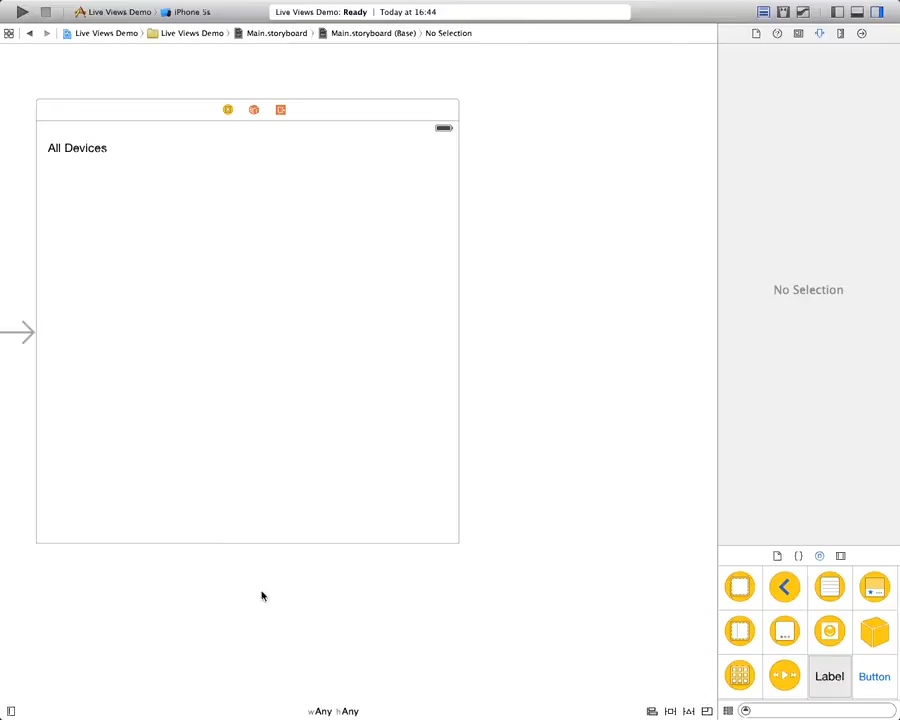 Live Views Demo iPhone 5s Live Views Demo: Ready | Today at 16:44
Live Views Demo Live Views Demo Main.storyboard Main.storyboard (Base) No Selection
All Devices
No Selection
Label Button
wAny hAny